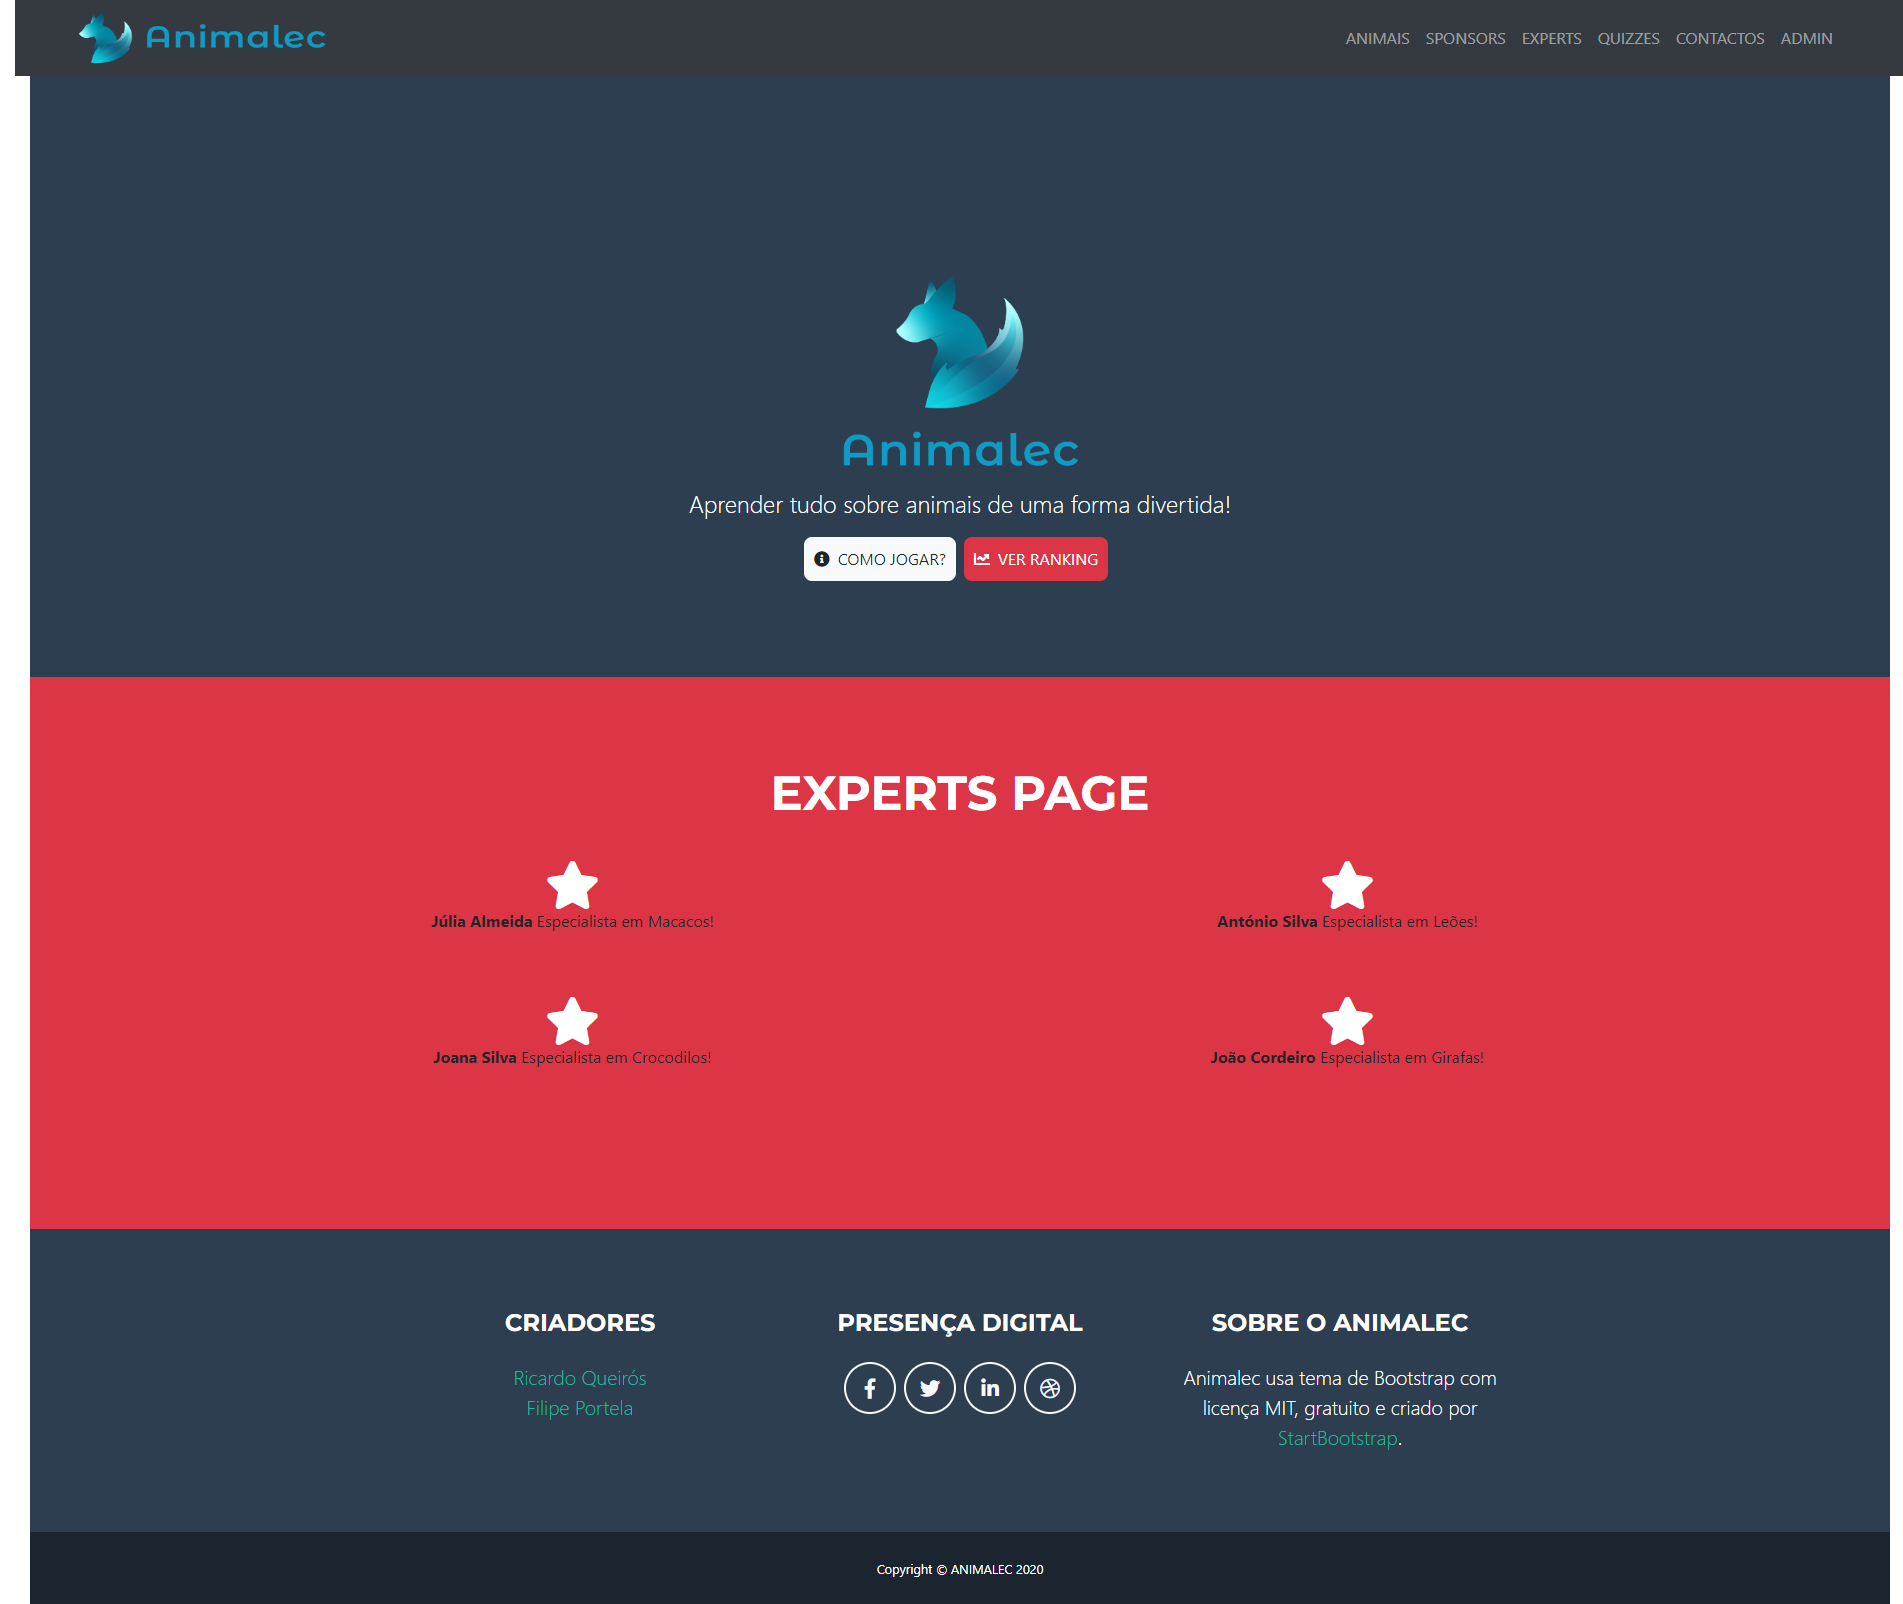 Animalec
ANIMAIS SPONSORS EXPERTS QUIZZES CONTACTOS ADMIN
Animalec
Aprender tudo sobre animais de uma forma divertida!
COMO JOGAR? VER RANKING
EXPERTS PAGE
Júlia Almeida Especialista em Macacos!
António Silva Especialista em Leões!
Joana Silva Especialista em Crocodilos!
João Cordeiro Especialista em Girafas!
CRIADORES
Ricardo Queirós
Filipe Portela
PRESENÇA DIGITAL
SOBRE O ANIMALEC
Animalec usa tema de Bootstrap com
licença MIT, gratuito e criado por
StartBootstrap.
Copyright © ANIMALEC 2020